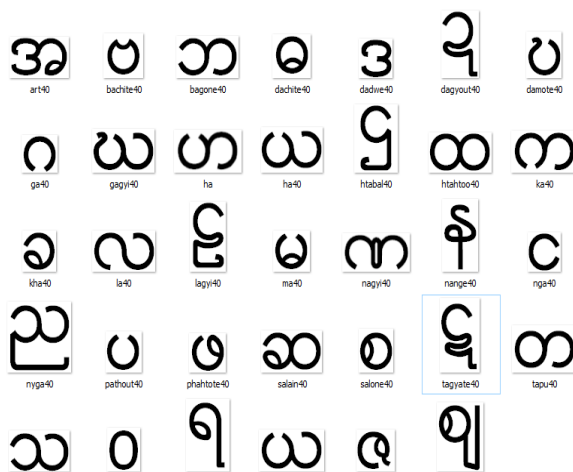 အ ဗ ဘ ဓ ဒ ဍ ဎ
art40 bachite40 bagone40 dachite40 dadwe40 dagyout40 damote40
ဂ ဃ ဟ ဌ ထ က
ga40 gagyi40 ha ha40 htabal40 htahtoo40 ka40
ခ လ ဠ မ ဏ န င
kha40 la40 lagyi40 ma40 nagyi40 nange40 nga40
ည ပ ဖ ဆ စ ဋ တ
nyga40 pathout40 phahtote40 salain40 salone40 tagyate40 tapu40
သ ဝ ရ ယ ဇ ဈ